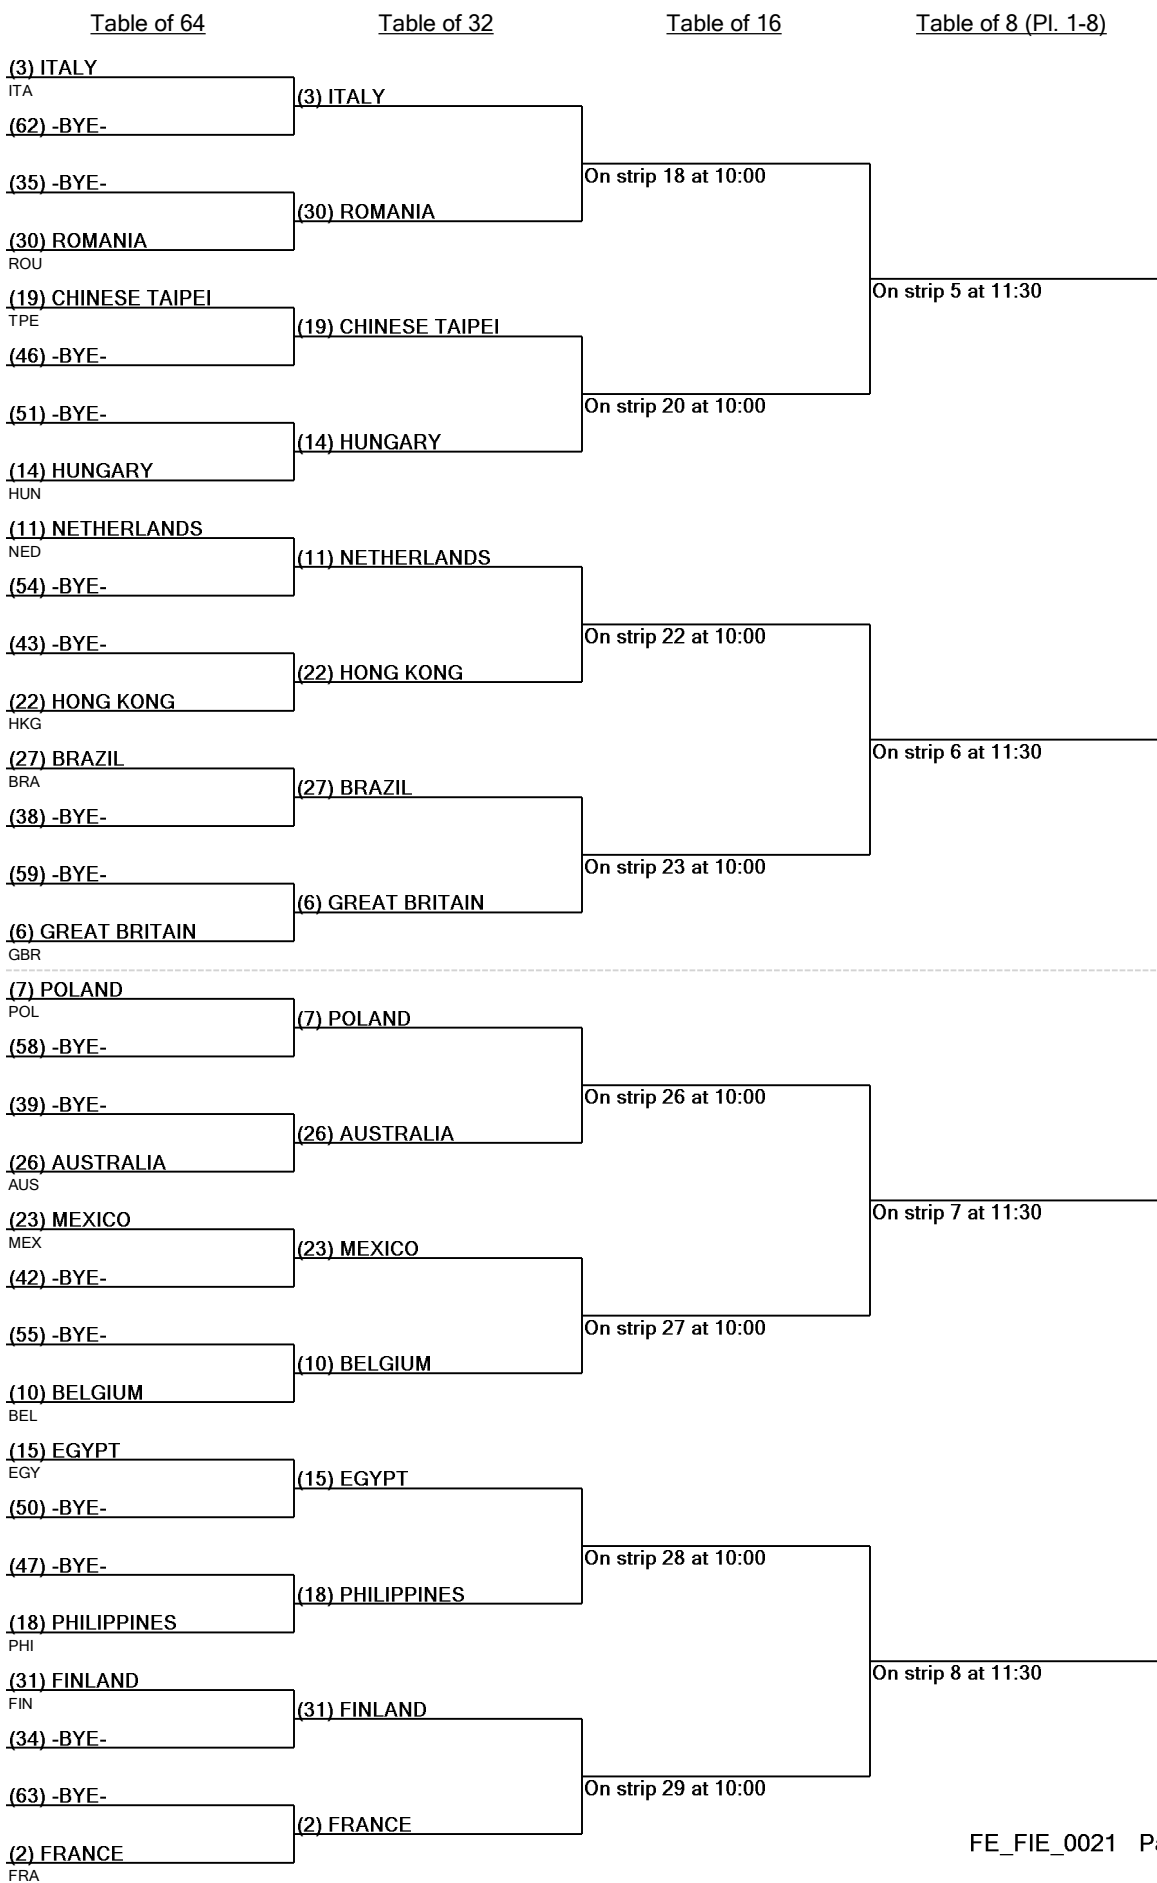 Table of 64
Table of 32
Table of 16
Table of 8 (Pl. 1-8)
(3) ITALY
ITA
(3) ITALY
(62) -BYE-
On strip 18 at 10:00
(35) -BYE-
(30) ROMANIA
(30) ROMANIA
ROU
On strip 5 at 11:30
(19) CHINESE TAIPEI
TPE
(19) CHINESE TAIPEI
(46) -BYE-
On strip 20 at 10:00
(51) -BYE-
(14) HUNGARY
(14) HUNGARY
HUN
(11) NETHERLANDS
NED
(11) NETHERLANDS
(54) -BYE-
On strip 22 at 10:00
(43) -BYE-
(22) HONG KONG
(22) HONG KONG
HKG
On strip 6 at 11:30
(27) BRAZIL
BRA
(27) BRAZIL
(38) -BYE-
On strip 23 at 10:00
(59) -BYE-
(6) GREAT BRITAIN
(6) GREAT BRITAIN
GBR
(7) POLAND
POL
(7) POLAND
(58) -BYE-
On strip 26 at 10:00
(39) -BYE-
(26) AUSTRALIA
(26) AUSTRALIA
AUS
On strip 7 at 11:30
(23) MEXICO
MEX
(23) MEXICO
(42) -BYE-
On strip 27 at 10:00
(55) -BYE-
(10) BELGIUM
(10) BELGIUM
BEL
(15) EGYPT
EGY
(15) EGYPT
(50) -BYE-
On strip 28 at 10:00
(47) -BYE-
(18) PHILIPPINES
(18) PHILIPPINES
PHI
On strip 8 at 11:30
(31) FINLAND
FIN
(31) FINLAND
(34) -BYE-
On strip 29 at 10:00
(63) -BYE-
(2) FRANCE
(2) FRANCE
FRA
FE_FIE_0021